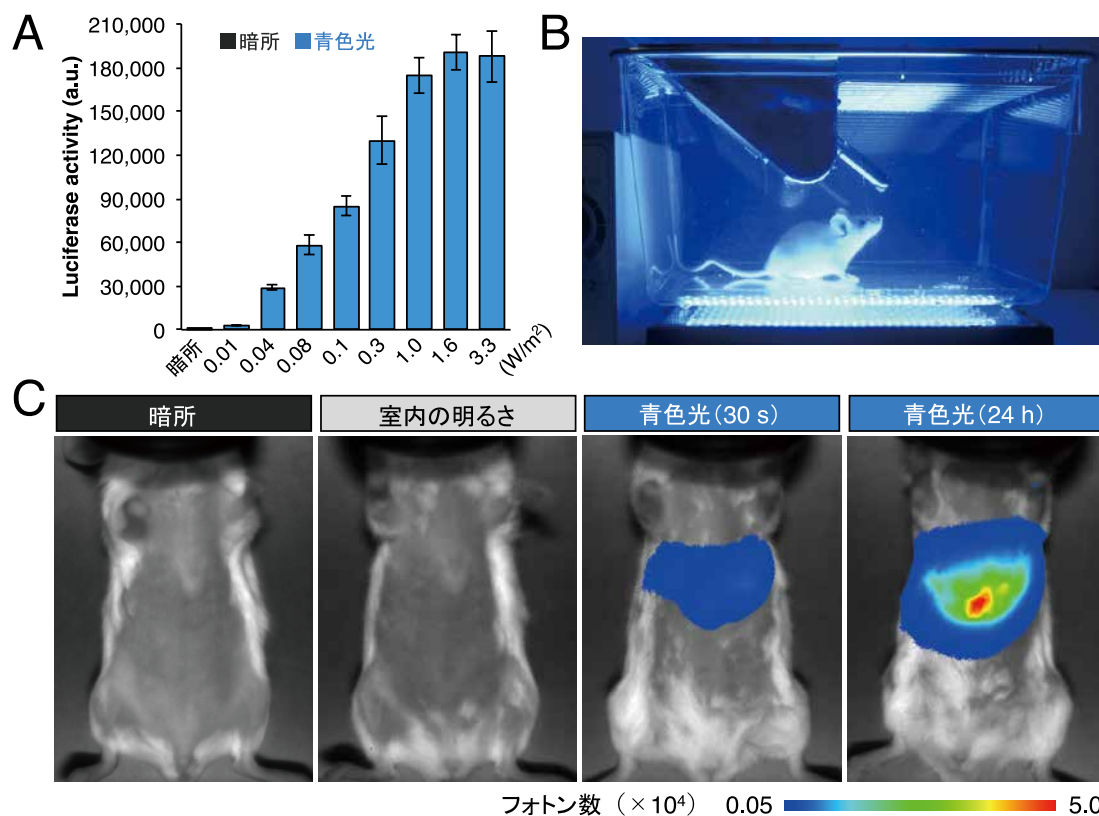 A
210,000
180,000
150,000
120,000
90,000
60,000
30,000
0
Luciferase activity (a.u.)
暗所 青色光
暗所 0.01 0.04 0.08 0.1 0.3 1.0 1.6 3.3 (W/m²)
B
C
暗所 室内の明るさ 青色光(30 s) 青色光(24 h)
フォトン数 (×10⁴) 0.05 5.0